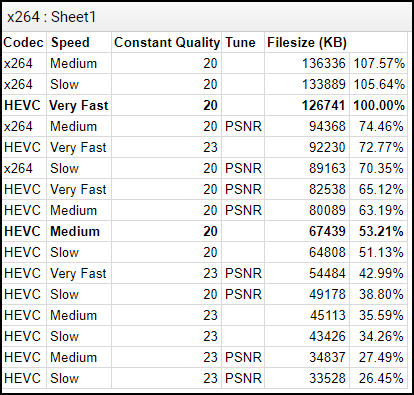 x264 : Sheet1
Codec Speed Constant Quality Tune Filesize (KB)
x264 Medium 20 136336 107.57%
x264 Slow 20 133889 105.64%
HEVC Very Fast 20 126741 100.00%
x264 Medium 20 PSNR 94368 74.46%
HEVC Very Fast 23 92230 72.77%
x264 Slow 20 PSNR 89163 70.35%
HEVC Very Fast 20 PSNR 82538 65.12%
HEVC Medium 20 PSNR 80089 63.19%
HEVC Medium 20 67439 53.21%
HEVC Slow 20 64808 51.13%
HEVC Very Fast 23 PSNR 54484 42.99%
HEVC Slow 20 PSNR 49178 38.80%
HEVC Medium 23 45113 35.59%
HEVC Slow 23 43426 34.26%
HEVC Medium 23 PSNR 34837 27.49%
HEVC Slow 23 PSNR 33528 26.45%